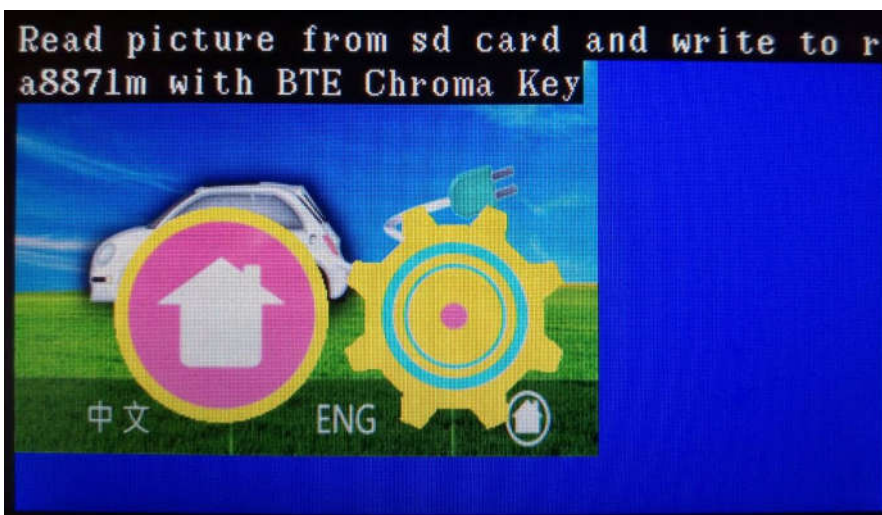 Read picture from sd card and write to r
a8871m with BTE Chroma Key
中文
ENG